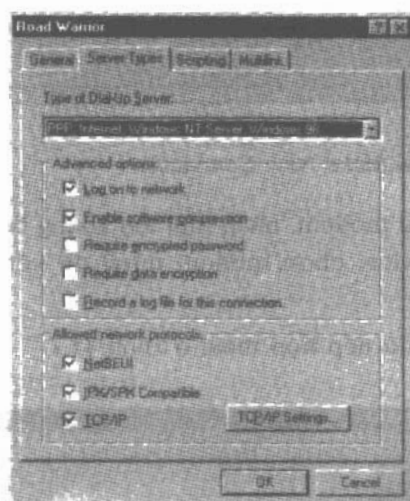 Road Warrior
General Server Types Scripting Multilink
Type of Dial-Up Server:
PPP: Internet, Windows NT Server, Windows 98
Advanced options:
Log on to network
Enable software compression
Require encrypted password
Require data encryption
Record a log file for this connection.
Allowed network protocols:
NetBEUI
IPX/SPX Compatible
TCP/IP TCP/IP Settings...
OK Cancel